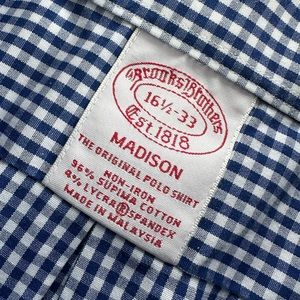 Brooks Brothers
16½-33
Est. 1818
MADISON
THE ORIGINAL POLO SHIRT
NON-IRON
96% SUPIMA COTTON
4% LYCRA® SPANDEX
MADE IN MALAYSIA